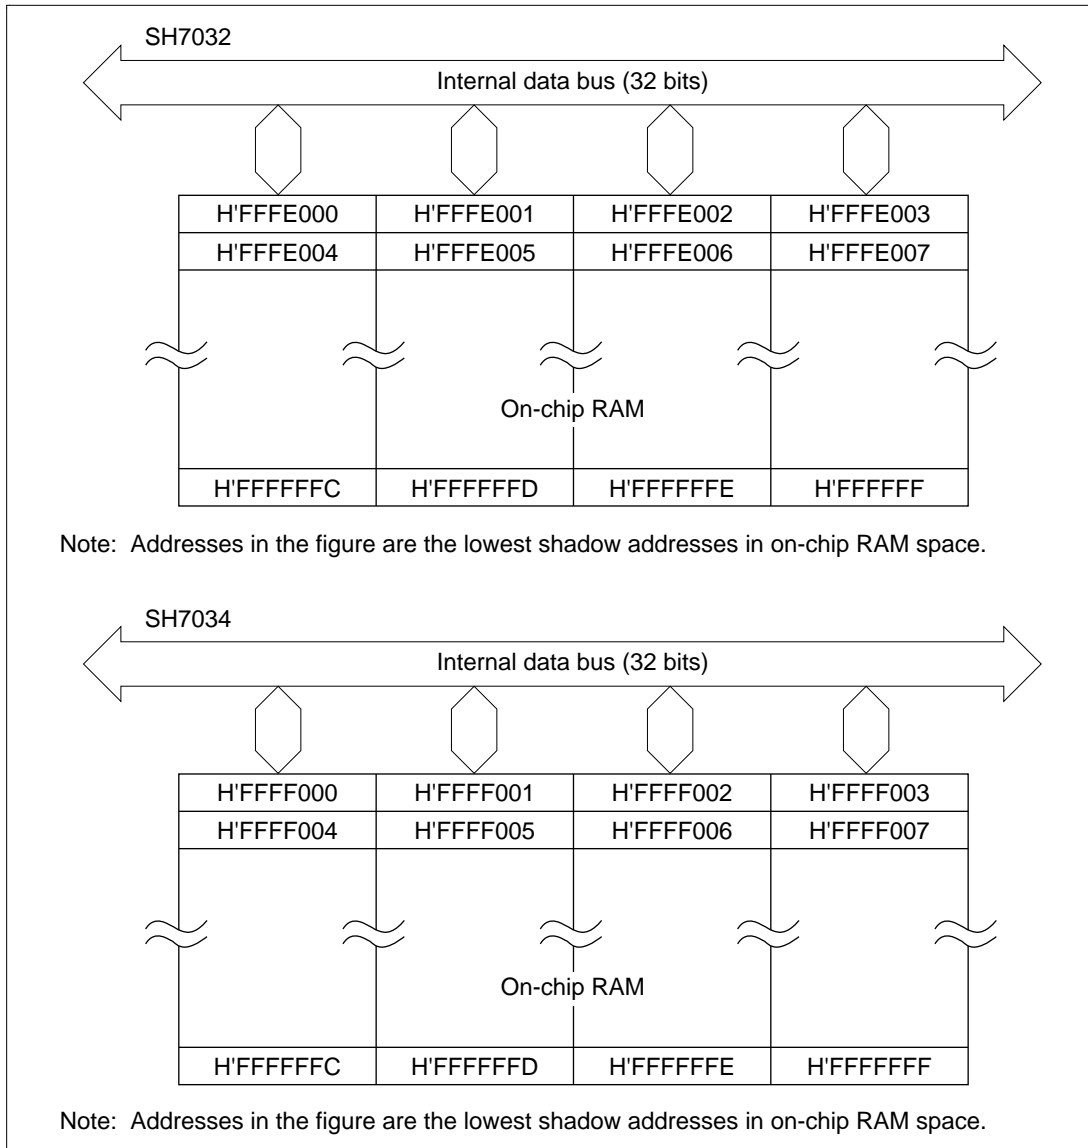 SH7032
Internal data bus (32 bits)
H'FFFE000 H'FFFE001 H'FFFE002 H'FFFE003
H'FFFE004 H'FFFE005 H'FFFE006 H'FFFE007
On-chip RAM
H'FFFFFFC H'FFFFFFD H'FFFFFFE H'FFFFFF
Note: Addresses in the figure are the lowest shadow addresses in on-chip RAM space.
SH7034
Internal data bus (32 bits)
H'FFFF000 H'FFFF001 H'FFFF002 H'FFFF003
H'FFFF004 H'FFFF005 H'FFFF006 H'FFFF007
On-chip RAM
H'FFFFFFC H'FFFFFFD H'FFFFFFE H'FFFFFFF
Note: Addresses in the figure are the lowest shadow addresses in on-chip RAM space.